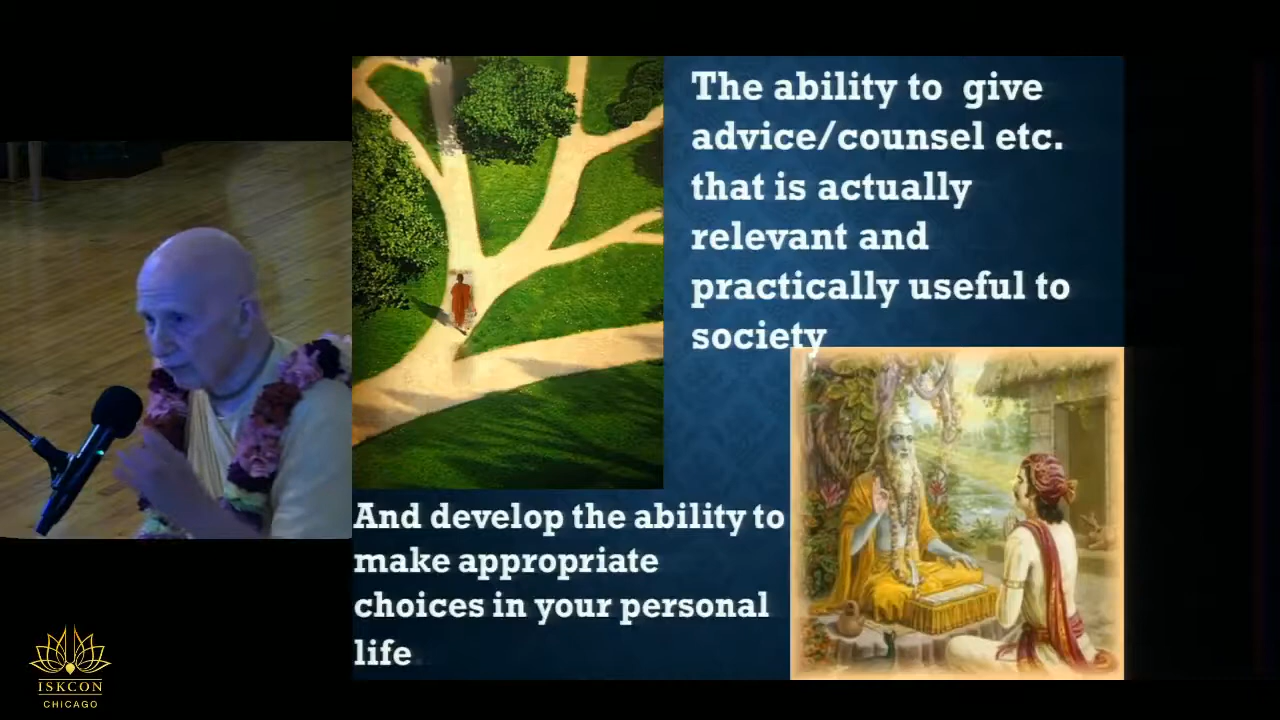 The ability to give
advice/counsel etc.
that is actually
relevant and
practically useful to
society
And develop the ability to
make appropriate
choices in your personal
life
ISKCON
CHICAGO